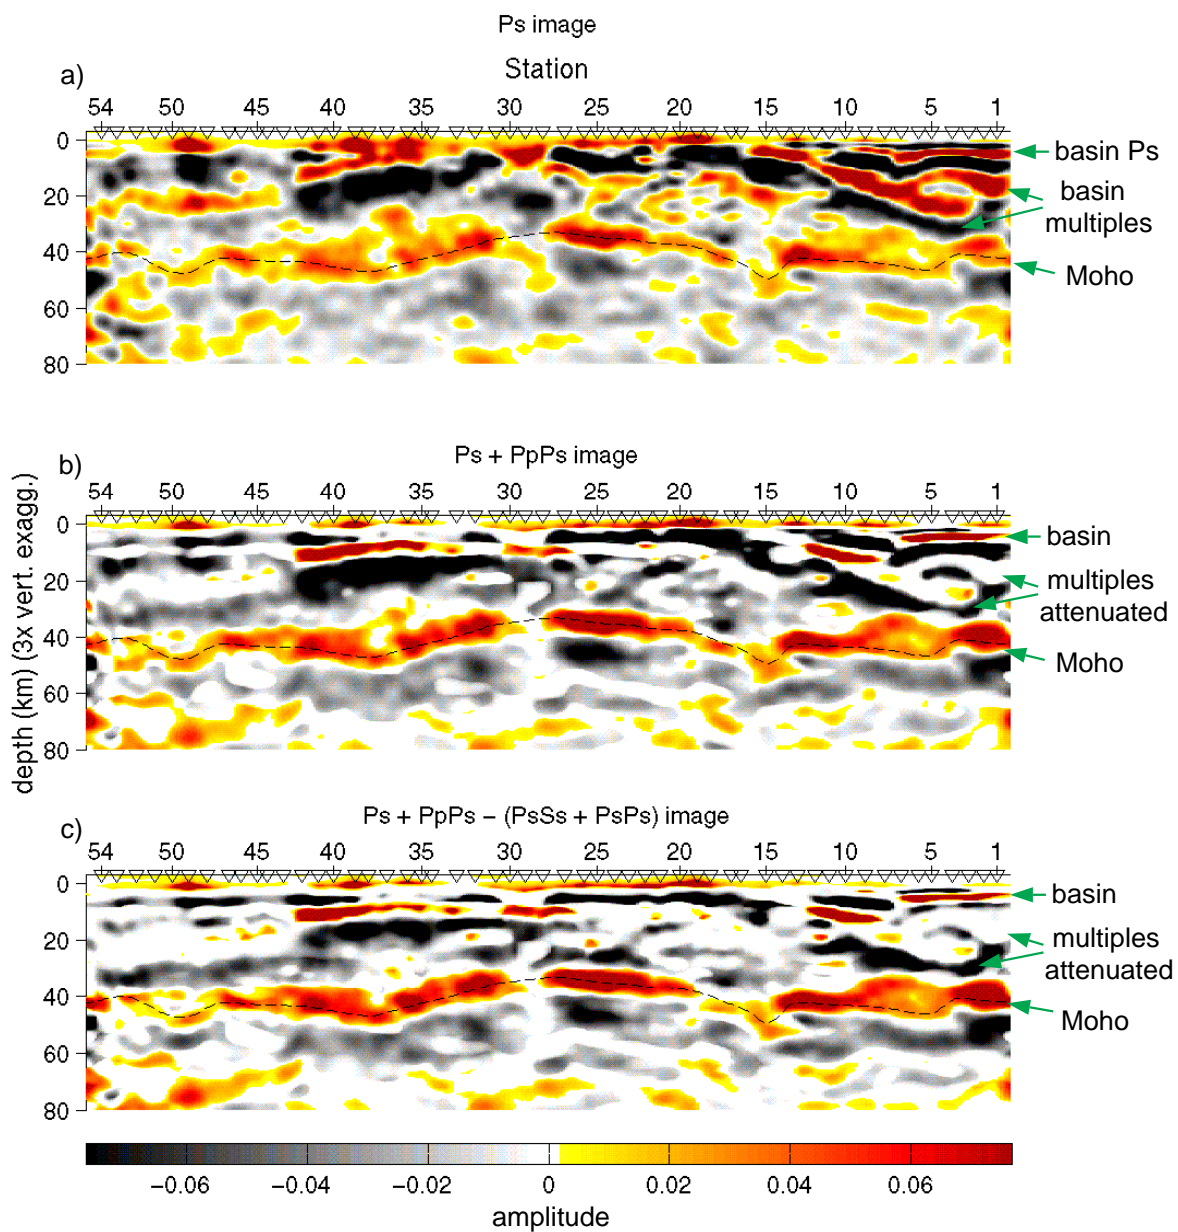 Ps image
a)
Station
54 50 45 40 35 30 25 20 15 10 5 1
0
20
40
60
80
basin Ps
basin
multiples
Moho
Ps + PpPs image
b)
54 50 45 40 35 30 25 20 15 10 5 1
depth (km) (3x vert. exagg.)
0
20
40
60
80
basin
multiples
attenuated
Moho
Ps + PpPs − (PsSs + PsPs) image
c)
54 50 45 40 35 30 25 20 15 10 5 1
0
20
40
60
80
basin
multiples
attenuated
Moho
−0.06 −0.04 −0.02 0 0.02 0.04 0.06
amplitude